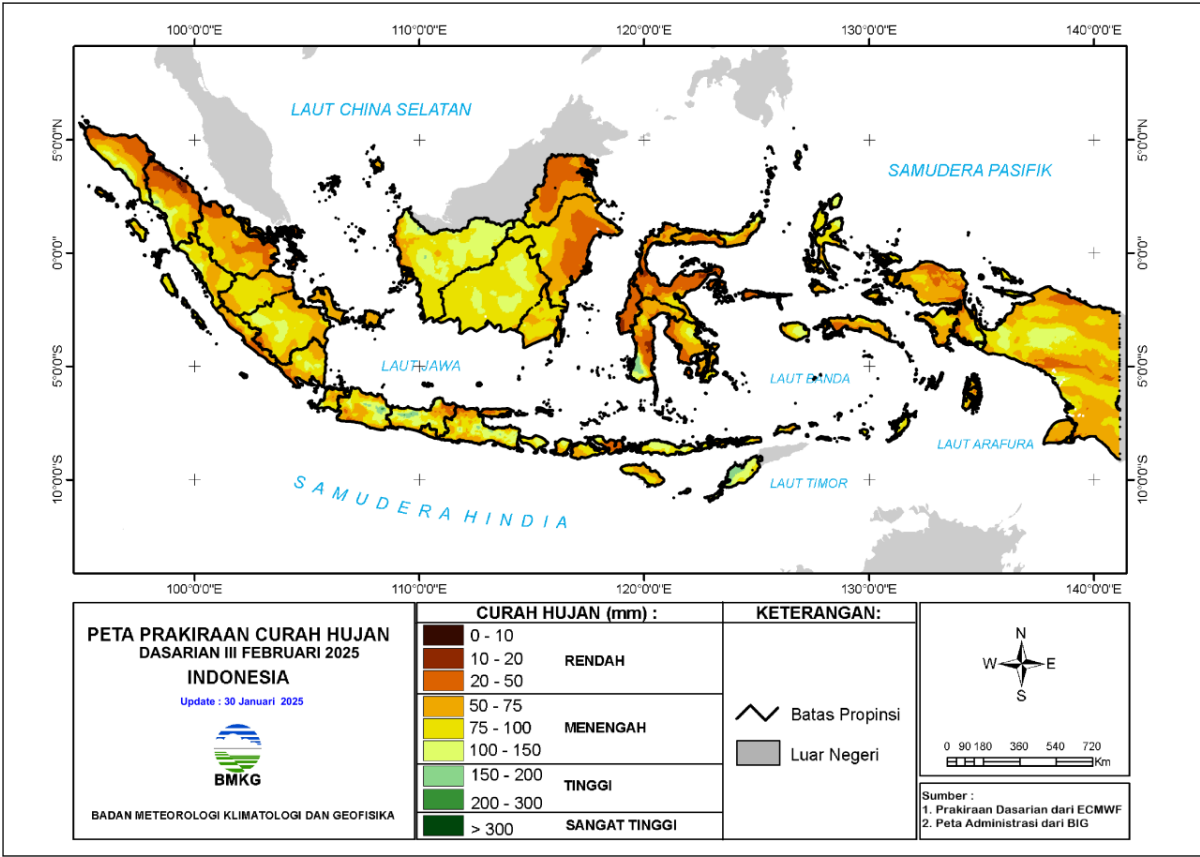 100°0'0"E 110°0'0"E 120°0'0"E 130°0'0"E 140°0'0"E
LAUT CHINA SELATAN
5°0'0"N 5°0'0"N
SAMUDERA PASIFIK
0°0'0" 0°0'0"
LAUT JAWA
5°0'0"S 5°0'0"S
LAUT BANDA
LAUT ARAFURA
10°0'0"S 10°0'0"S
LAUT TIMOR
SAMUDERA HINDIA
100°0'0"E 110°0'0"E 120°0'0"E 130°0'0"E 140°0'0"E
PETA PRAKIRAAN CURAH HUJAN
DASARIAN III FEBRUARI 2025
INDONESIA
Update : 30 Januari 2025
BMKG
BADAN METEOROLOGI KLIMATOLOGI DAN GEOFISIKA
CURAH HUJAN (mm) :
0 - 10
10 - 20 RENDAH
20 - 50
50 - 75
75 - 100 MENENGAH
100 - 150
150 - 200
TINGGI
200 - 300
> 300 SANGAT TINGGI
KETERANGAN:
Batas Propinsi
Luar Negeri
N
W E
S
0 90 180 360 540 720
Km
Sumber :
1. Prakiraan Dasarian dari ECMWF
2. Peta Administrasi dari BIG